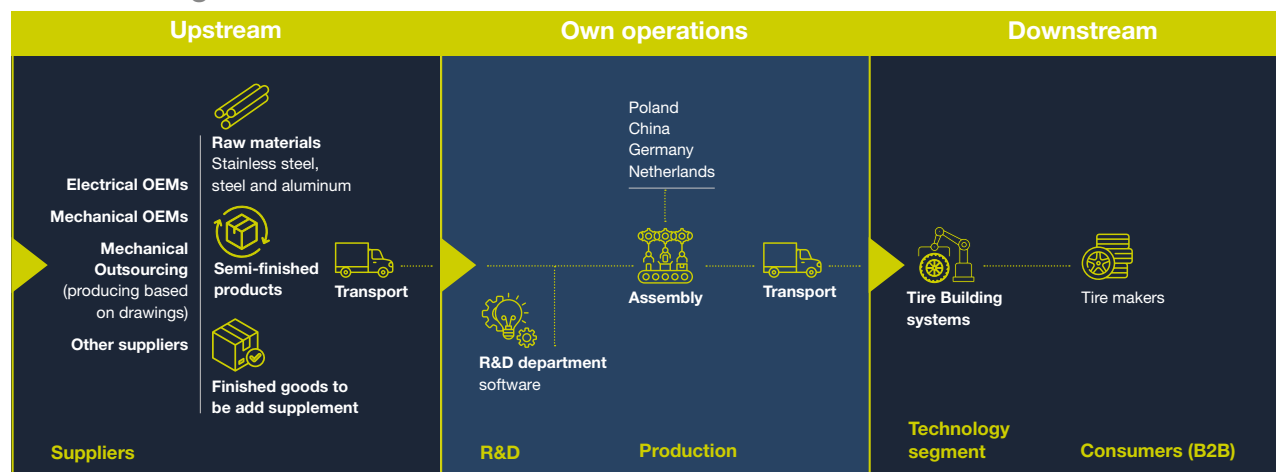 Upstream
Own operations
Downstream
Electrical OEMs
Mechanical OEMs
Mechanical
Outsourcing
(producing based
on drawings)
Other suppliers
Raw materials
Stainless steel,
steel and aluminum
Semi-finished
products
Finished goods to
be add supplement
Transport
Suppliers
R&D department
software
R&D
Poland
China
Germany
Netherlands
Assembly
Transport
Production
Tire Building
systems
Technology
segment
Tire makers
Consumers (B2B)